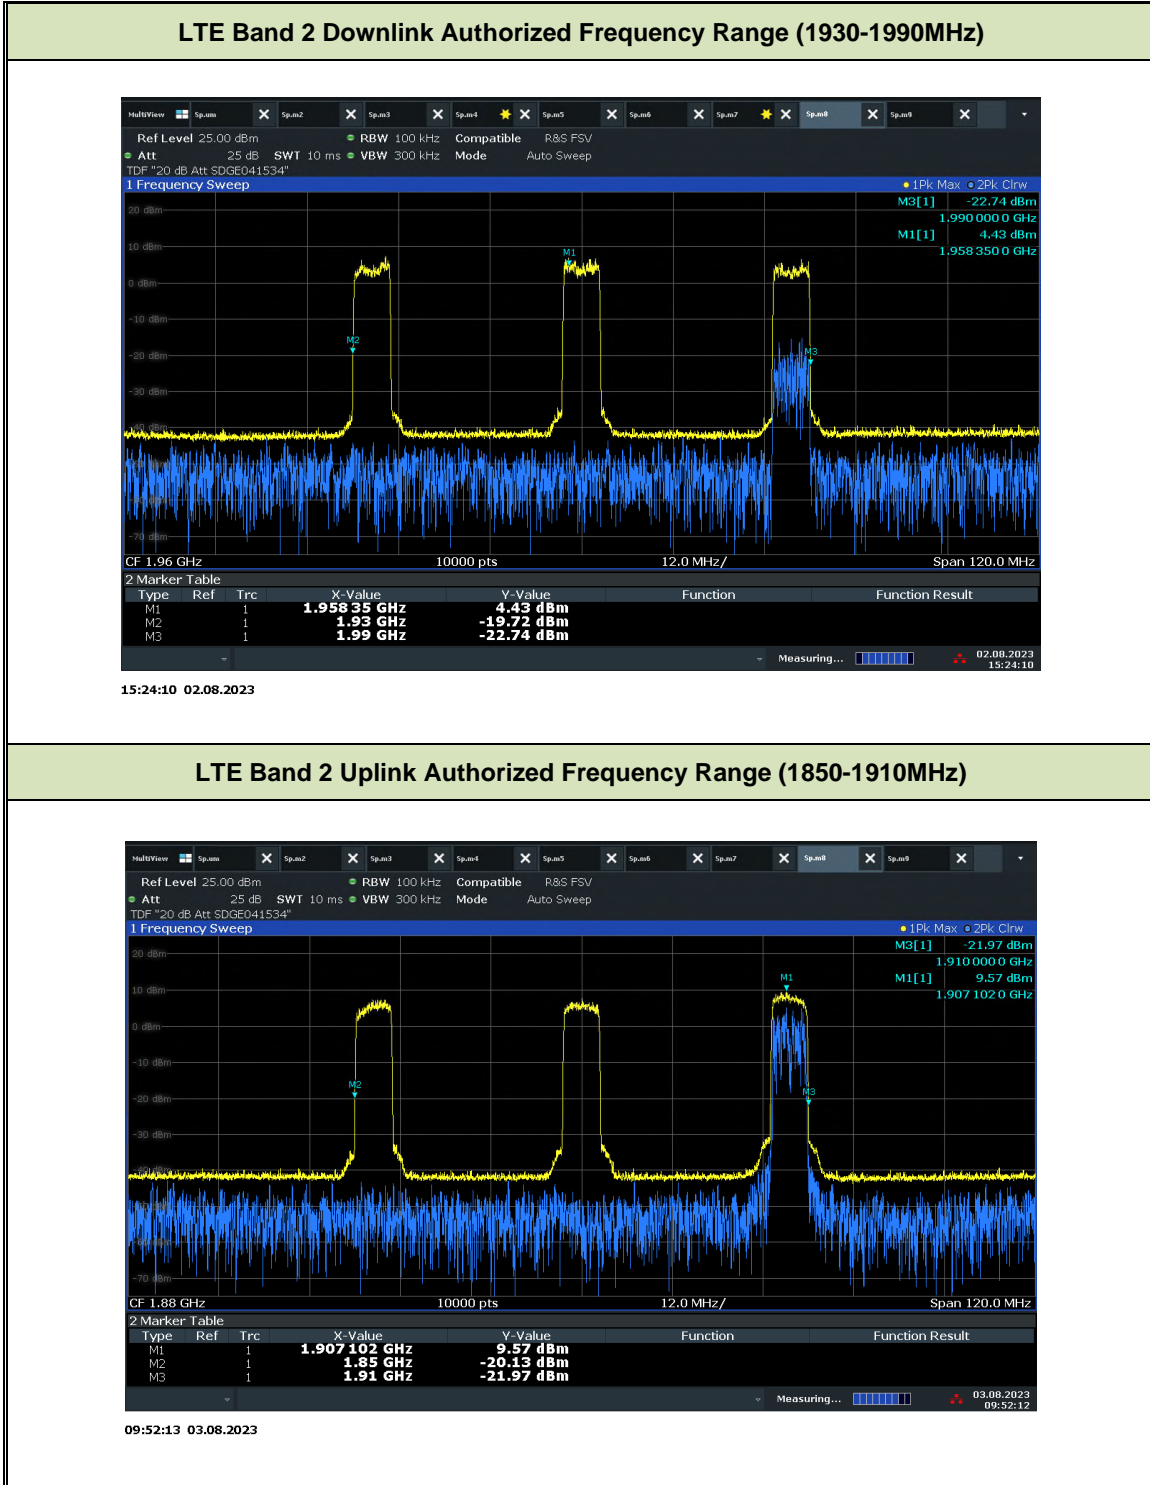 LTE Band 2 Downlink Authorized Frequency Range (1930-1990MHz)
MultiView Sp.um Sp.m2 Sp.m3 Sp.m4 Sp.m5 Sp.m6 Sp.m7 Sp.m8 Sp.m9
Ref Level 25.00 dBm RBW 100 kHz Compatible R&S FSV
Att 25 dB SWT 10 ms VBW 300 kHz Mode Auto Sweep
TDF "20 dB Att SDGE041534"
1 Frequency Sweep 1Pk Max 2Pk Clrw
M3[1] -22.74 dBm
1.990 000 0 GHz
M1[1] 4.43 dBm
1.958 350 0 GHz
20 dBm
10 dBm
M1
0 dBm
-10 dBm
M2
-20 dBm
M3
-30 dBm
-70 dBm
CF 1.96 GHz 10000 pts 12.0 MHz/ Span 120.0 MHz
2 Marker Table
Type Ref Trc X-Value Y-Value Function Function Result
M1 1 1.958 35 GHz 4.43 dBm
M2 1 1.93 GHz -19.72 dBm
M3 1 1.99 GHz -22.74 dBm
Measuring... 02.08.2023
15:24:10
15:24:10 02.08.2023
LTE Band 2 Uplink Authorized Frequency Range (1850-1910MHz)
MultiView Sp.um Sp.m2 Sp.m3 Sp.m4 Sp.m5 Sp.m6 Sp.m7 Sp.m8 Sp.m9
Ref Level 25.00 dBm RBW 100 kHz Compatible R&S FSV
Att 25 dB SWT 10 ms VBW 300 kHz Mode Auto Sweep
TDF "20 dB Att SDGE041534"
1 Frequency Sweep 1Pk Max 2Pk Clrw
M3[1] -21.97 dBm
1.910 000 0 GHz
M1[1] 9.57 dBm
1.907 102 0 GHz
20 dBm
M1
10 dBm
0 dBm
-10 dBm
M2
-20 dBm
M3
-30 dBm
-70 dBm
CF 1.88 GHz 10000 pts 12.0 MHz/ Span 120.0 MHz
2 Marker Table
Type Ref Trc X-Value Y-Value Function Function Result
M1 1 1.907 102 GHz 9.57 dBm
M2 1 1.85 GHz -20.13 dBm
M3 1 1.91 GHz -21.97 dBm
Measuring... 03.08.2023
09:52:12
09:52:13 03.08.2023